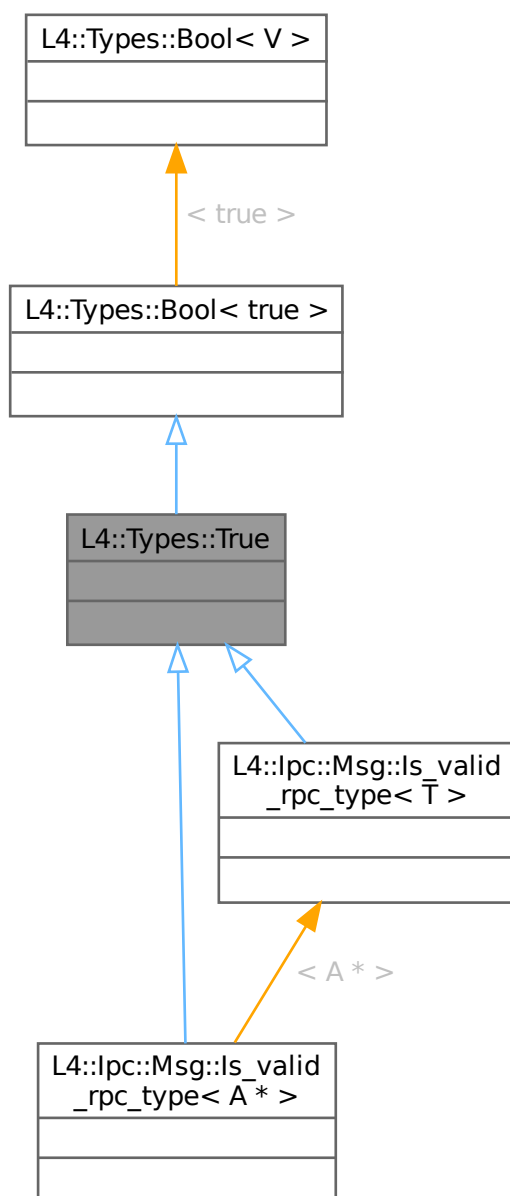 L4::Types::Bool< V >
< true >
L4::Types::Bool< true >
L4::Types::True
L4::Ipc::Msg::Is_valid
_rpc_type< T >
< A * >
L4::Ipc::Msg::Is_valid
_rpc_type< A * >